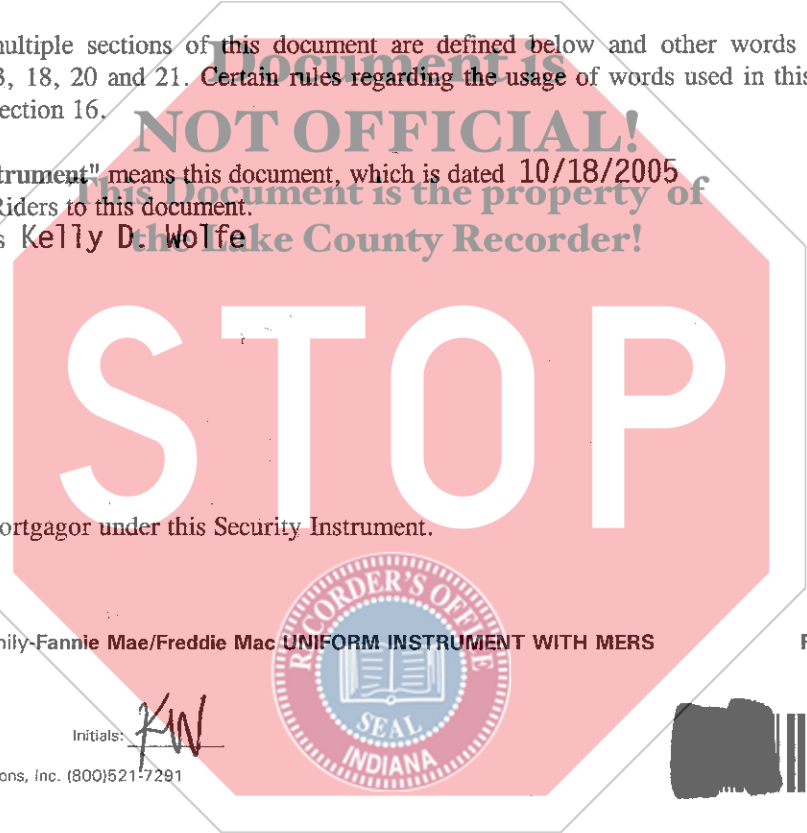 multiple sections of this document are defined below and other words
3, 18, 20 and 21. Certain rules regarding the usage of words used in this
ection 16.
Document is
NOT OFFICIAL!
This Document is the property of
the Lake County Recorder!
trument" means this document, which is dated 10/18/2005
Riders to this document.
s Kelly D. Wolfe
STOP
ortgagor under this Security Instrument.
RECORDER'S OFFICE
SEAL
INDIANA
nily-Fannie Mae/Freddie Mac UNIFORM INSTRUMENT WITH MERS
Initials: KW
ons, Inc. (800)521-7291